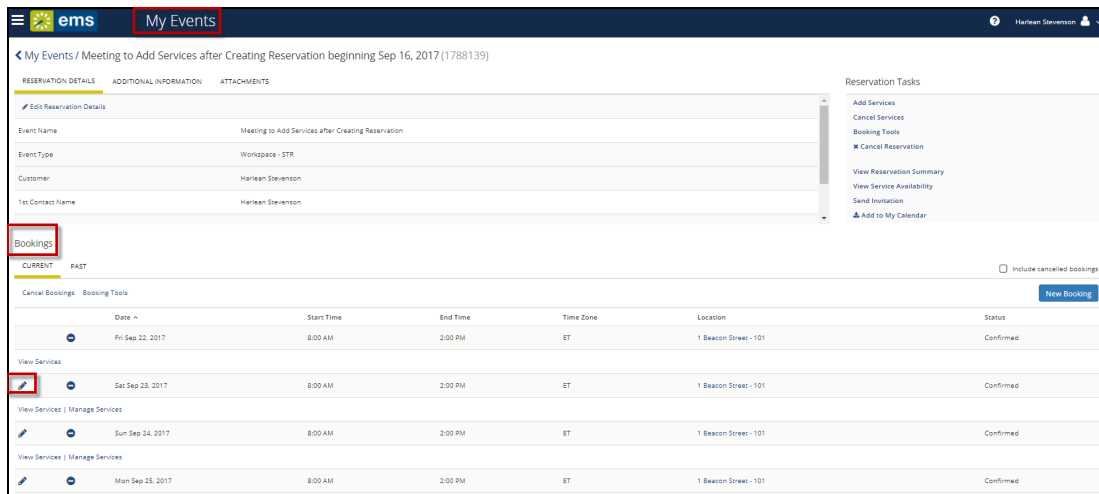 ems My Events Harlean Stevenson
My Events / Meeting to Add Services after Creating Reservation beginning Sep 16, 2017 (1788139)
RESERVATION DETAILS ADDITIONAL INFORMATION ATTACHMENTS
Edit Reservation Details
Event Name Meeting to Add Services after Creating Reservation
Event Type Workspace - STR
Customer Harlean Stevenson
1st Contact Name Harlean Stevenson
Reservation Tasks
Add Services
Cancel Services
Booking Tools
Cancel Reservation
View Reservation Summary
View Service Availability
Send Invitation
Add to My Calendar
Bookings
CURRENT PAST Include cancelled bookings
Cancel Bookings Booking Tools New Booking
Date Start Time End Time Time Zone Location Status
Fri Sep 22, 2017 8:00 AM 2:00 PM ET 1 Beacon Street - 101 Confirmed
View Services
Sat Sep 23, 2017 8:00 AM 2:00 PM ET 1 Beacon Street - 101 Confirmed
View Services | Manage Services
Sun Sep 24, 2017 8:00 AM 2:00 PM ET 1 Beacon Street - 101 Confirmed
View Services | Manage Services
Mon Sep 25, 2017 8:00 AM 2:00 PM ET 1 Beacon Street - 101 Confirmed